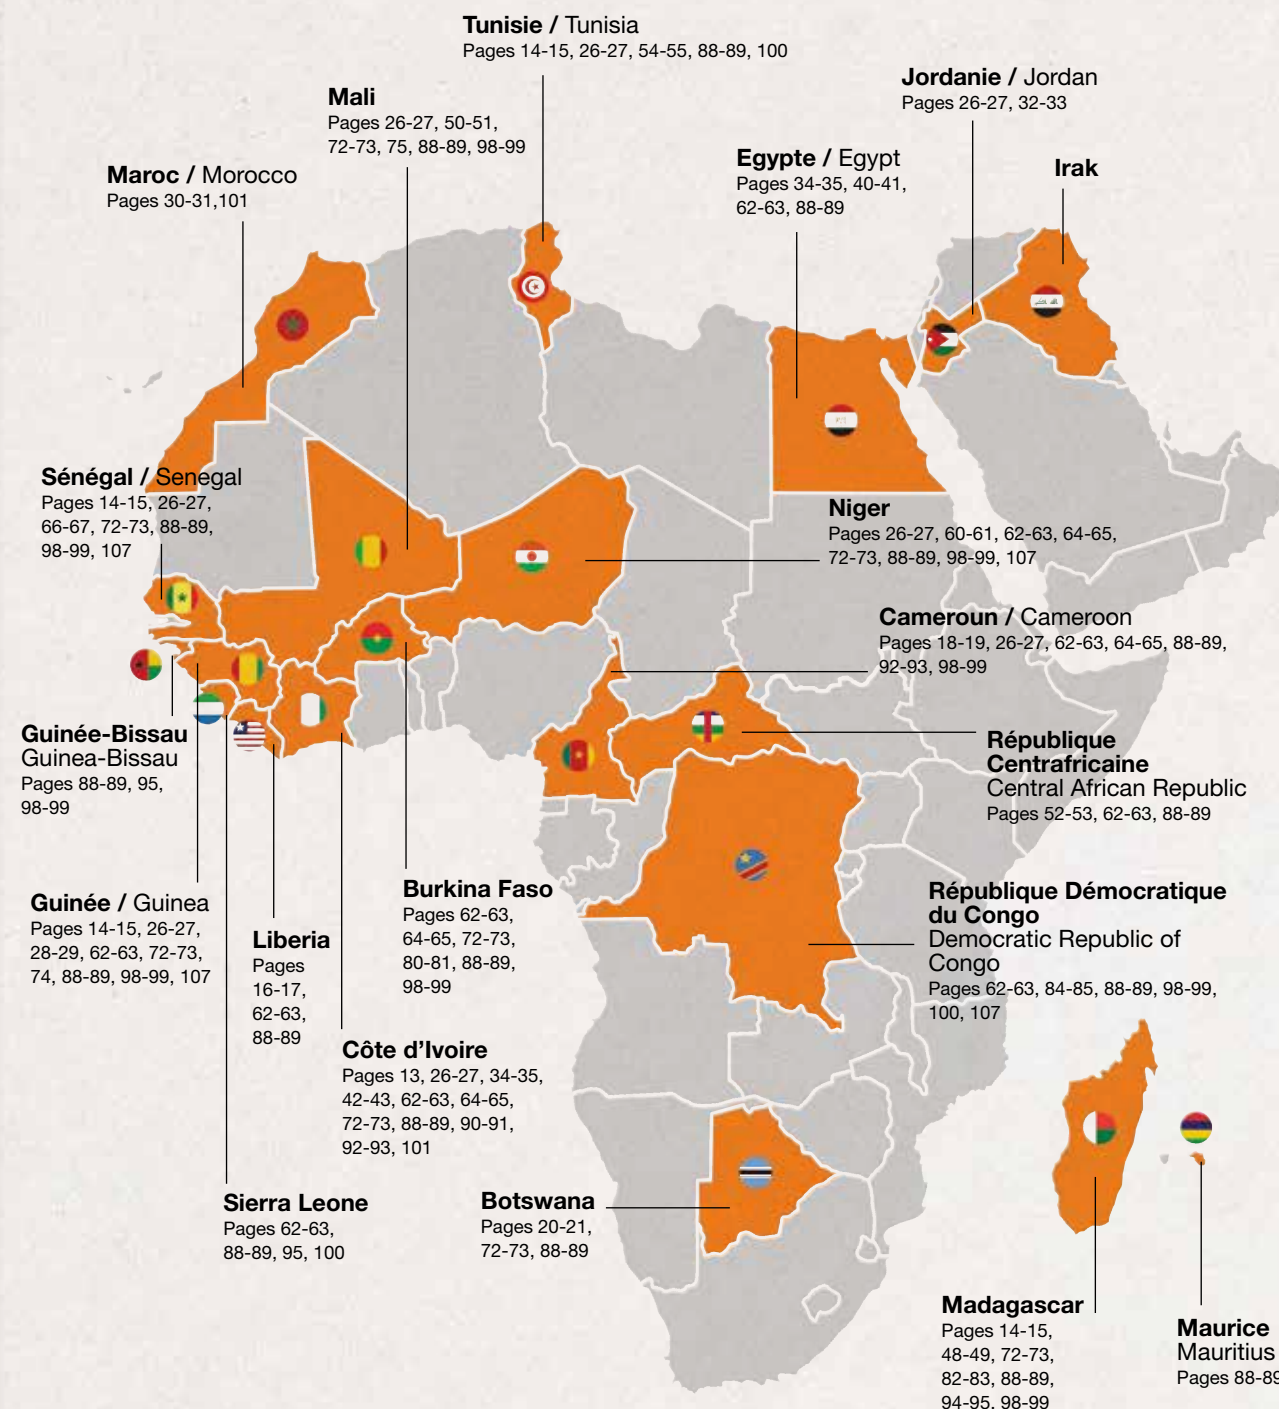 Tunisie / Tunisia
Pages 14-15, 26-27, 54-55, 88-89, 100
Jordanie / Jordan
Pages 26-27, 32-33
Mali
Pages 26-27, 50-51,
72-73, 75, 88-89, 98-99
Egypte / Egypt
Pages 34-35, 40-41,
62-63, 88-89
Irak
Maroc / Morocco
Pages 30-31,101
Sénégal / Senegal
Pages 14-15, 26-27,
66-67, 72-73, 88-89,
98-99, 107
Niger
Pages 26-27, 60-61, 62-63, 64-65,
72-73, 88-89, 98-99, 107
Cameroun / Cameroon
Pages 18-19, 26-27, 62-63, 64-65, 88-89,
92-93, 98-99
Guinée-Bissau
Guinea-Bissau
Pages 88-89, 95,
98-99
République
Centrafricaine
Central African Republic
Pages 52-53, 62-63, 88-89
Guinée / Guinea
Pages 14-15, 26-27,
28-29, 62-63, 72-73,
74, 88-89, 98-99, 107
Liberia
Pages
16-17,
62-63,
88-89
Burkina Faso
Pages 62-63,
64-65, 72-73,
80-81, 88-89,
98-99
République Démocratique
du Congo
Democratic Republic of
Congo
Pages 62-63, 84-85, 88-89, 98-99,
100, 107
Côte d’Ivoire
Pages 13, 26-27, 34-35,
42-43, 62-63, 64-65,
72-73, 88-89, 90-91,
92-93, 101
Sierra Leone
Pages 62-63,
88-89, 95, 100
Botswana
Pages 20-21,
72-73, 88-89
Madagascar
Pages 14-15,
48-49, 72-73,
82-83, 88-89,
94-95, 98-99
Maurice
Mauritius
Pages 88-89